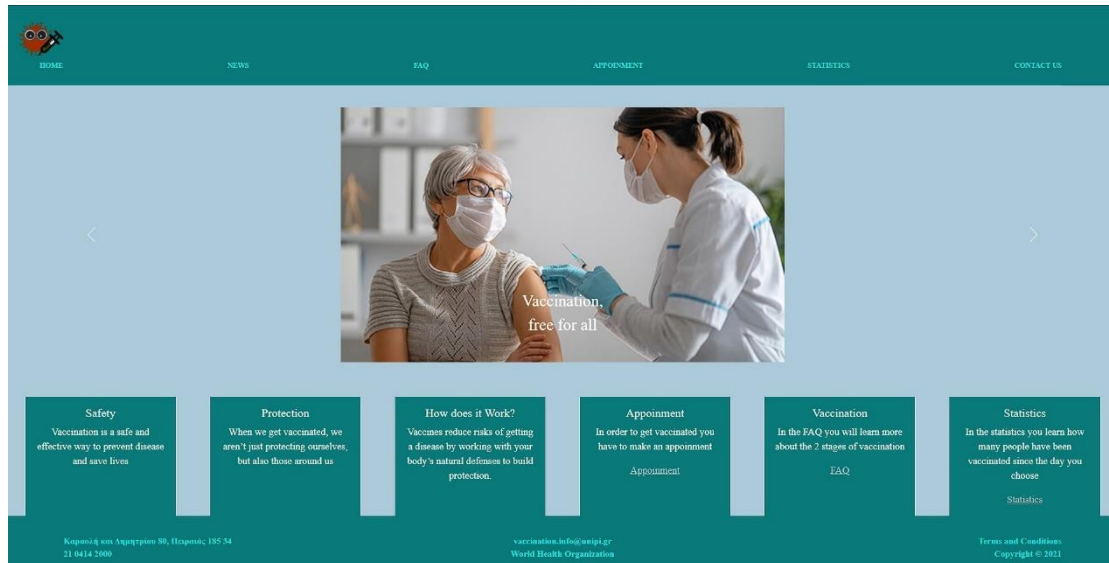 HOME
NEWS
FAQ
APPOINMENT
STATISTICS
CONTACT US
Vaccination,
free for all
Safety
Vaccination is a safe and
effective way to prevent disease
and save lives
Protection
When we get vaccinated, we
aren't just protecting ourselves,
but also those around us
How does it Work?
Vaccines reduce risks of getting
a disease by working with your
body's natural defenses to build
protection.
Appoinment
In order to get vaccinated you
have to make an appoinment
Appoinment
Vaccination
In the FAQ you will learn more
about the 2 stages of vaccination
FAQ
Statistics
In the statistics you learn how
many people have been
vaccinated since the day you
choose
Statistics
Καραολή και Δημητρίου 80, Πειραιάς 185 34
21 0414 2000
vaccination.info@unipi.gr
World Health Organization
Terms and Conditions
Copyright © 2021